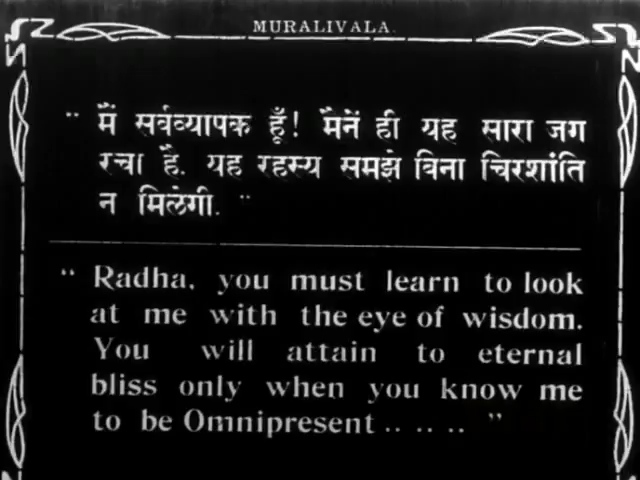 MURALIVALA.
" मैं सर्वव्यापक हूँ! मैनें ही यह सारा जग
रचा है. यह रहस्य समझे विना चिरशांति
न मिलेगी. "
" Radha, you must learn to look
at me with the eye of wisdom.
You will attain to eternal
bliss only when you know me
to be Omnipresent .. .. .. "